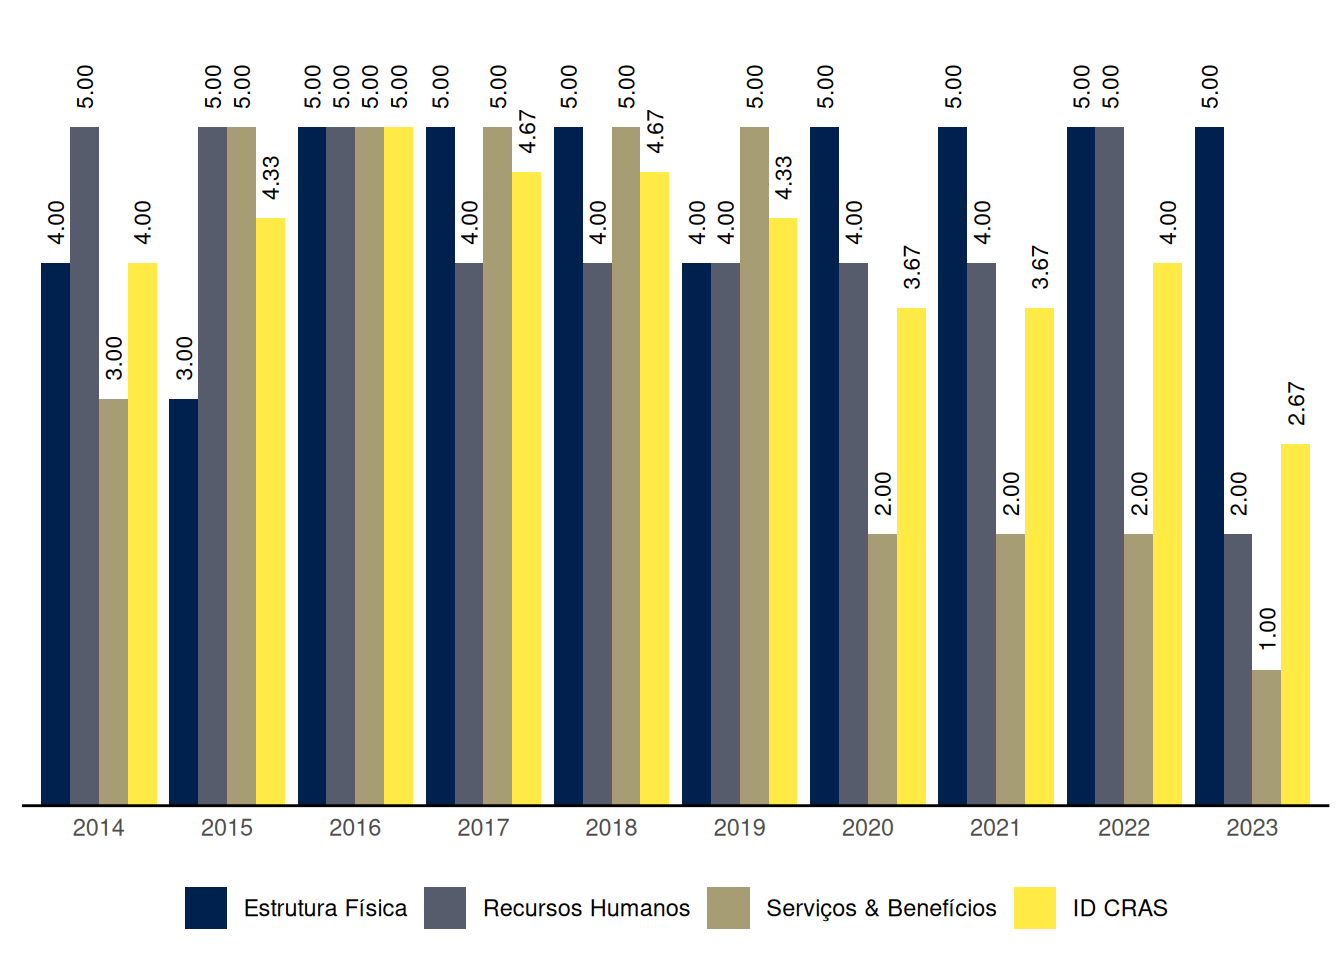 4.00 5.00 3.00 4.00
3.00 5.00 5.00 4.33
5.00 5.00 5.00 5.00
5.00 4.00 5.00 4.67
5.00 4.00 5.00 4.67
4.00 4.00 5.00 4.33
5.00 4.00 2.00 3.67
5.00 4.00 2.00 3.67
5.00 5.00 2.00 4.00
5.00 2.00 1.00 2.67
2014 2015 2016 2017 2018 2019 2020 2021 2022 2023
Estrutura Física Recursos Humanos Serviços & Benefícios ID CRAS